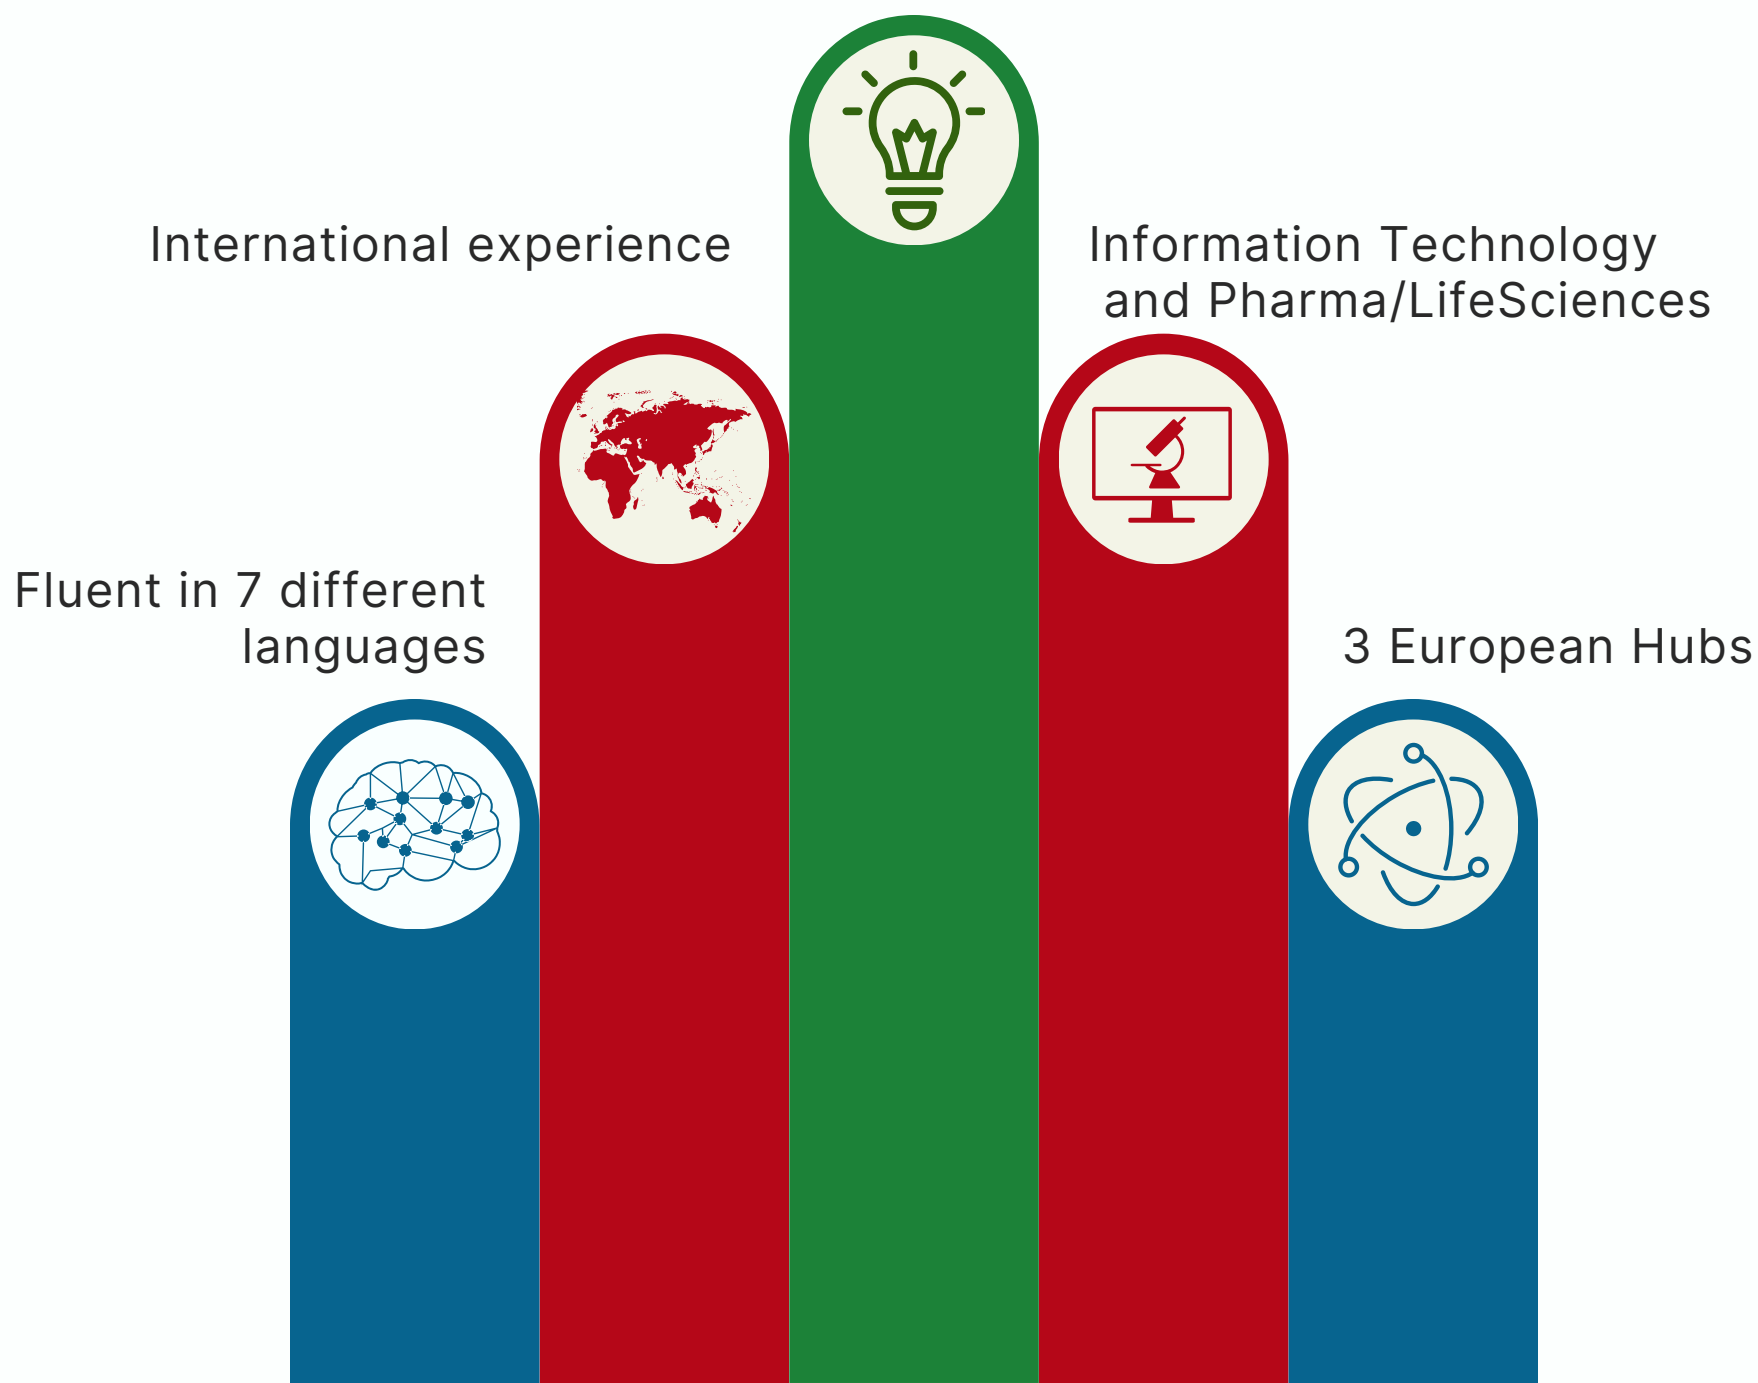 International experience
Information Technology
and Pharma/LifeSciences
Fluent in 7 different
languages
3 European Hubs